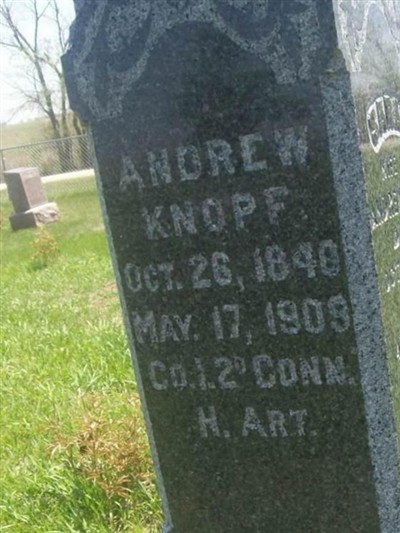 ANDREW
KNOPF
OCT. 26, 1840
MAY. 17, 1909
CO. I. 2D CONN.
H. ART.